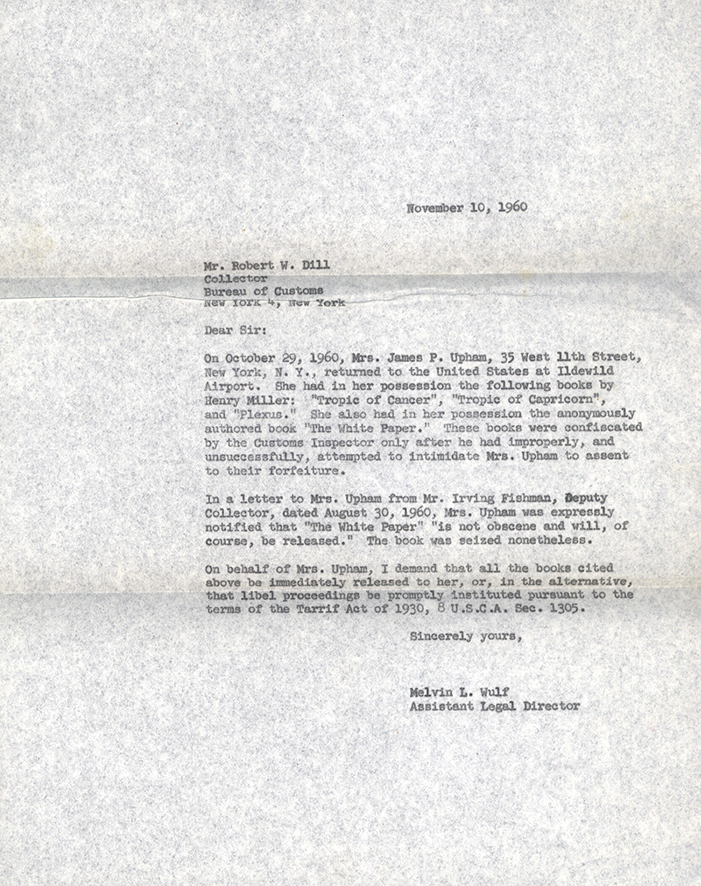 November 10, 1960
Mr. Robert W. Dill
Collector
Bureau of Customs
New York 4, New York
Dear Sir:
On October 29, 1960, Mrs. James P. Upham, 35 West 11th Street,
New York, N. Y., returned to the United States at Ildewild
Airport. She had in her possession the following books by
Henry Miller: "Tropic of Cancer", "Tropic of Capricorn",
and "Plexus." She also had in her possession the anonymously
authored book "The White Paper." These books were confiscated
by the Customs Inspector only after he had improperly, and
unsuccessfully, attempted to intimidate Mrs. Upham to assent
to their forfeiture.
In a letter to Mrs. Upham from Mr. Irving Fishman, Deputy
Collector, dated August 30, 1960, Mrs. Upham was expressly
notified that "The White Paper" "is not obscene and will, of
course, be released." The book was seized nonetheless.
On behalf of Mrs. Upham, I demand that all the books cited
above be immediately released to her, or, in the alternative,
that libel proceedings be promptly instituted pursuant to the
terms of the Tarrif Act of 1930, 8 U.S.C.A. Sec. 1305.
Sincerely yours,
Melvin L. Wulf
Assistant Legal Director